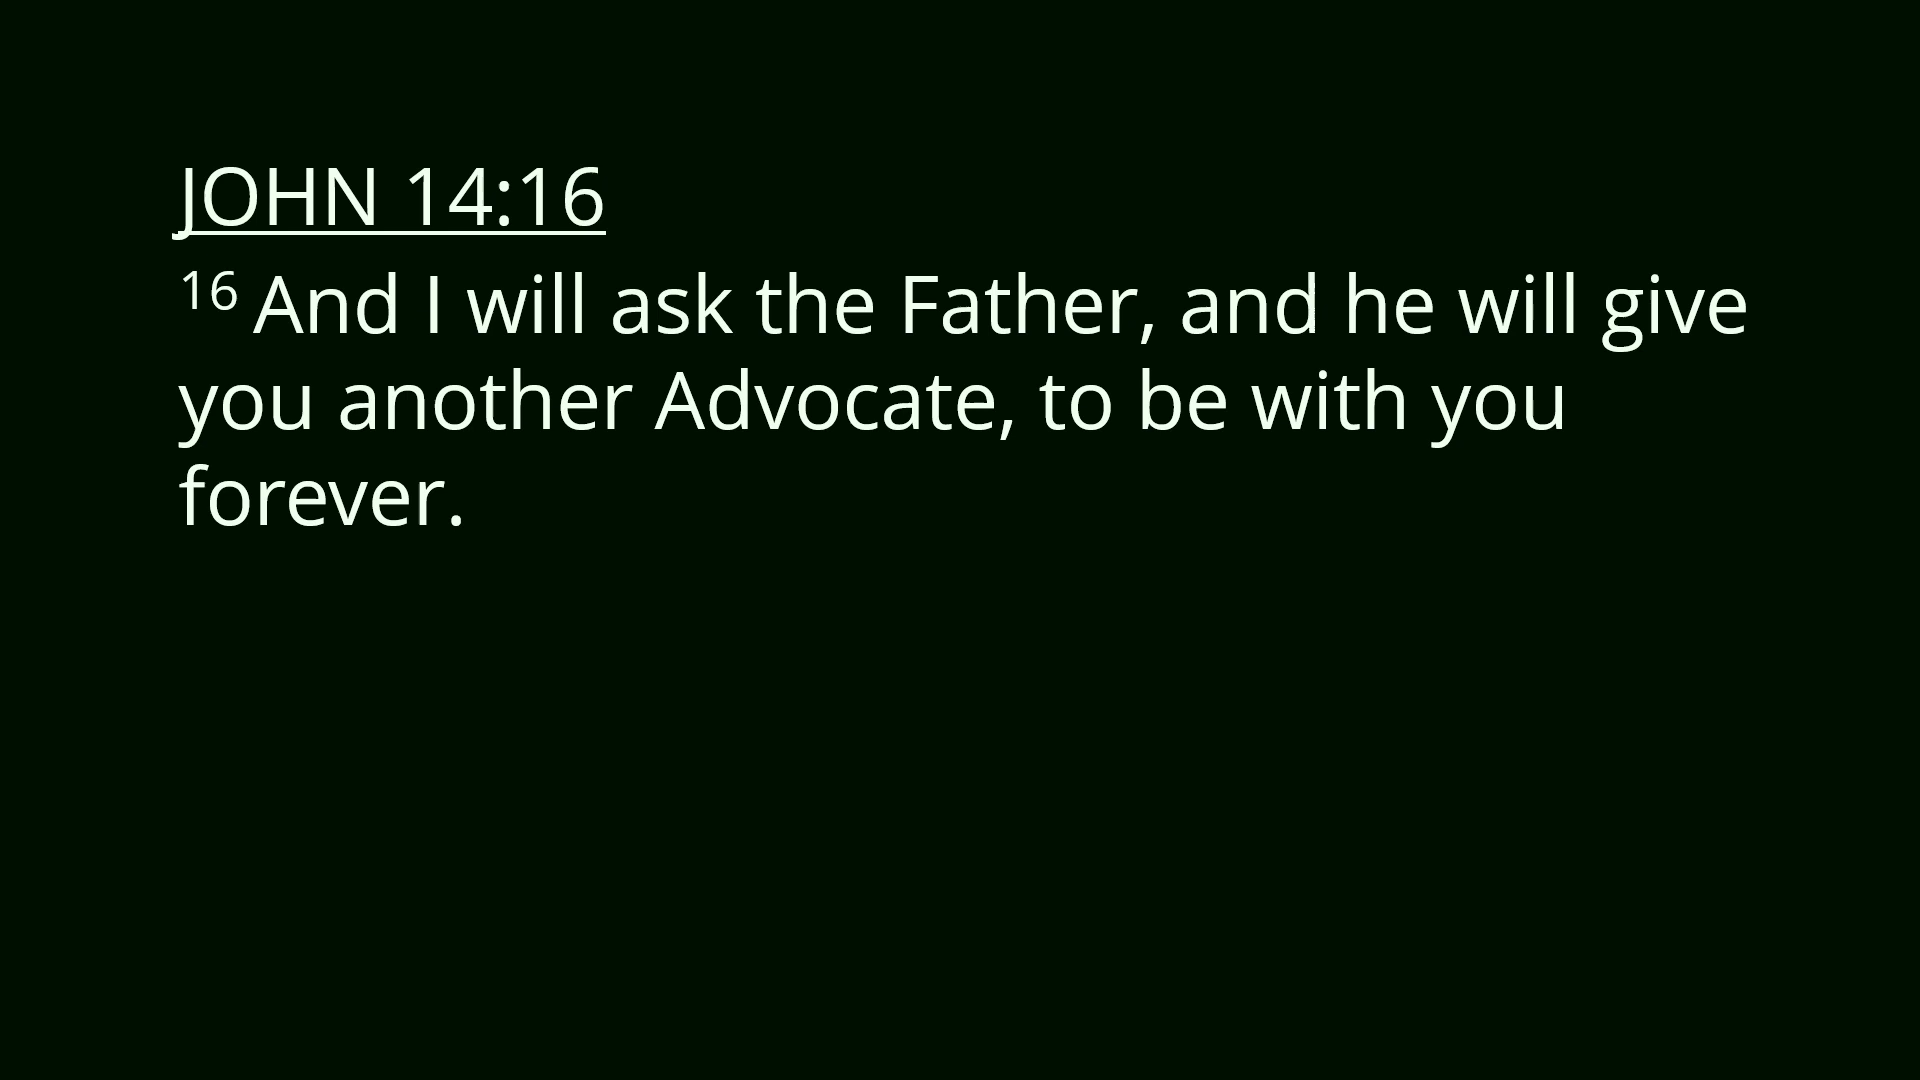 JOHN 14:16
16 And I will ask the Father, and he will give
you another Advocate, to be with you
forever.